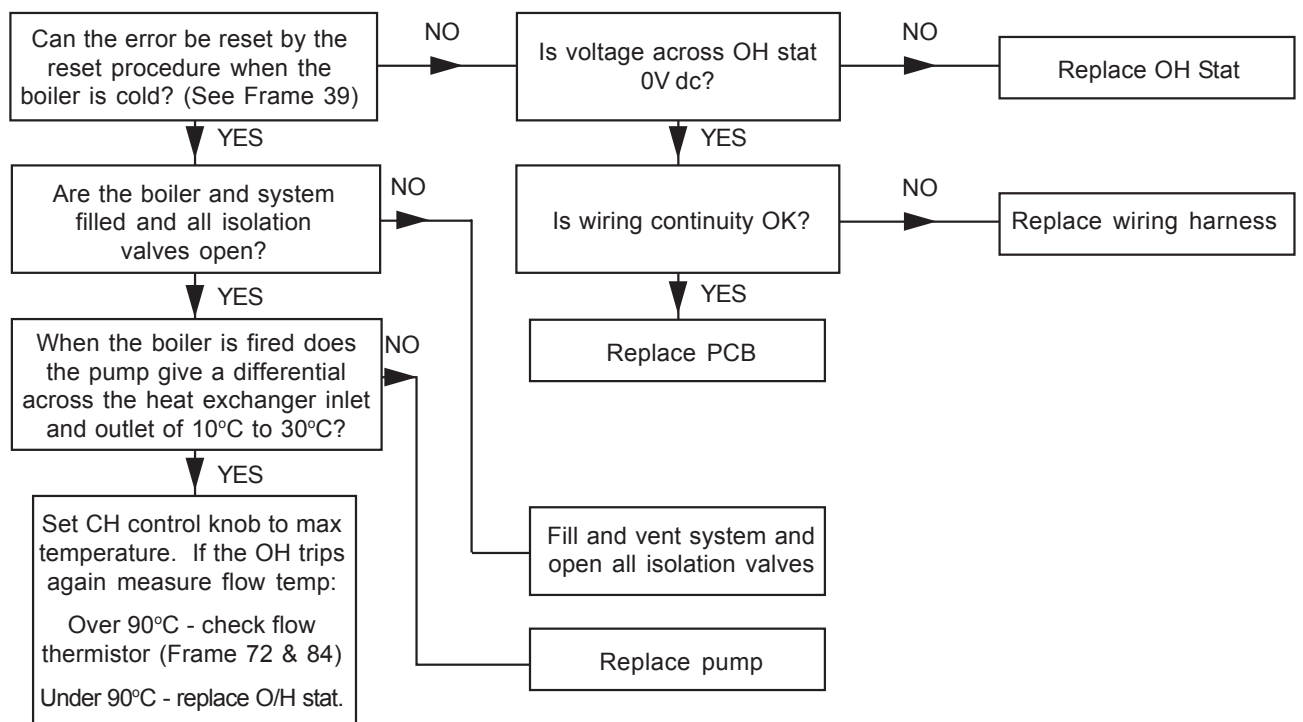 Can the error be reset by the
reset procedure when the
boiler is cold? (See Frame 39)
NO
Is voltage across OH stat
0V dc?
NO
Replace OH Stat
YES
YES
Are the boiler and system
filled and all isolation
valves open?
NO
Is wiring continuity OK?
NO
Replace wiring harness
YES
YES
When the boiler is fired does
the pump give a differential
across the heat exchanger inlet
and outlet of 10ºC to 30ºC?
NO
Replace PCB
YES
Set CH control knob to max
temperature. If the OH trips
again measure flow temp:
Over 90ºC - check flow
thermistor (Frame 72 & 84)
Under 90ºC - replace O/H stat.
Fill and vent system and
open all isolation valves
Replace pump